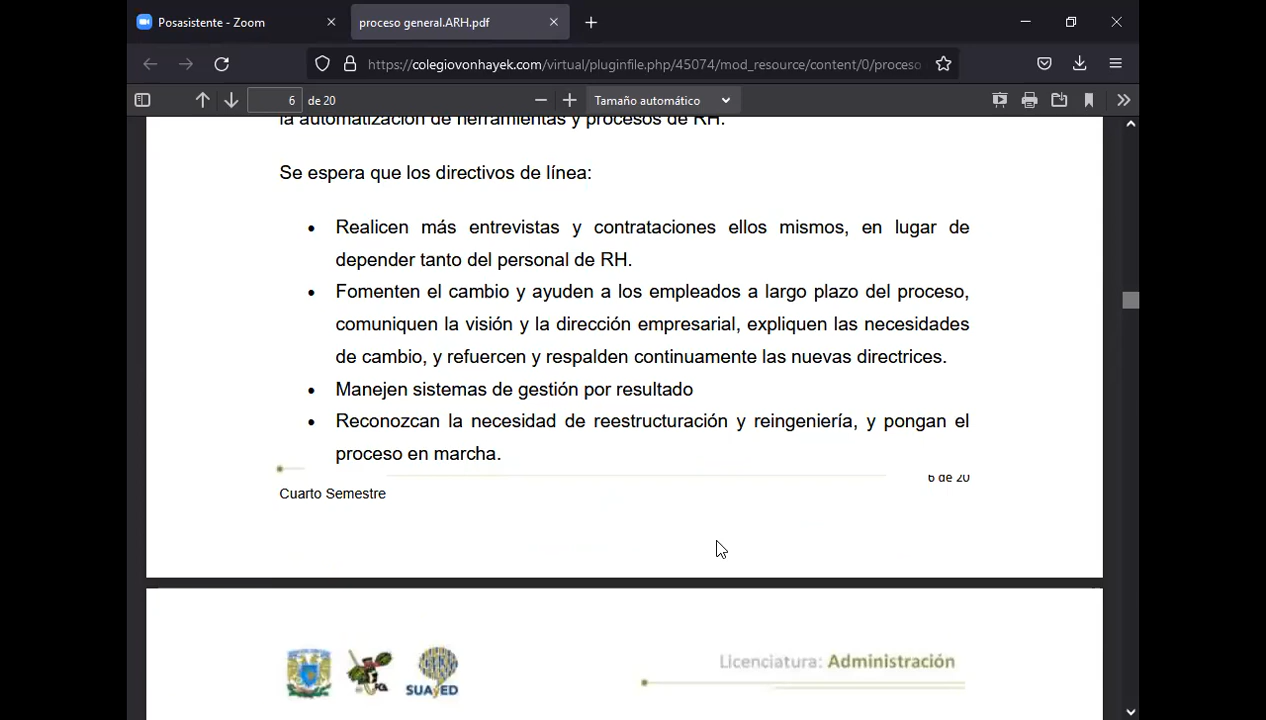 Posasistente - Zoom
proceso general.ARH.pdf
https://colegiovonhayek.com/virtual/pluginfile.php/45074/mod_resource/content/0/proceso
6 de 20
Tamaño automático
la automatización de herramientas y procesos de RH.
Se espera que los directivos de línea:
• Realicen más entrevistas y contrataciones ellos mismos, en lugar de
depender tanto del personal de RH.
• Fomenten el cambio y ayuden a los empleados a largo plazo del proceso,
comuniquen la visión y la dirección empresarial, expliquen las necesidades
de cambio, y refuercen y respalden continuamente las nuevas directrices.
• Manejen sistemas de gestión por resultado
• Reconozcan la necesidad de reestructuración y reingeniería, y pongan el
proceso en marcha.
6 de 20
Cuarto Semestre
Licenciatura: Administración
SUAyED